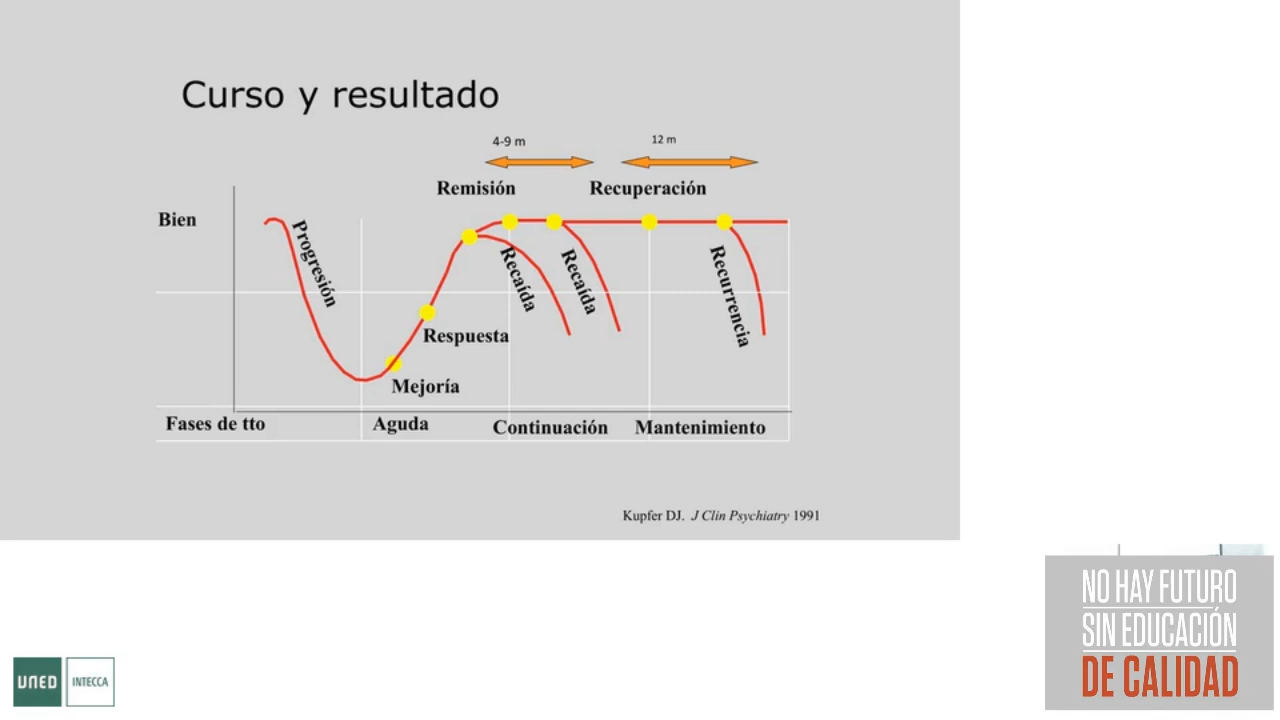 Curso y resultado
4-9 m
12 m
Remisión
Recuperación
Bien
Progresión
Recaída
Recaída
Recurrencia
Respuesta
Mejoría
Fases de tto
Aguda
Continuación
Mantenimiento
Kupfer DJ. J Clin Psychiatry 1991
NO HAY FUTURO
SIN EDUCACIÓN
DE CALIDAD
UNED
INTECCA